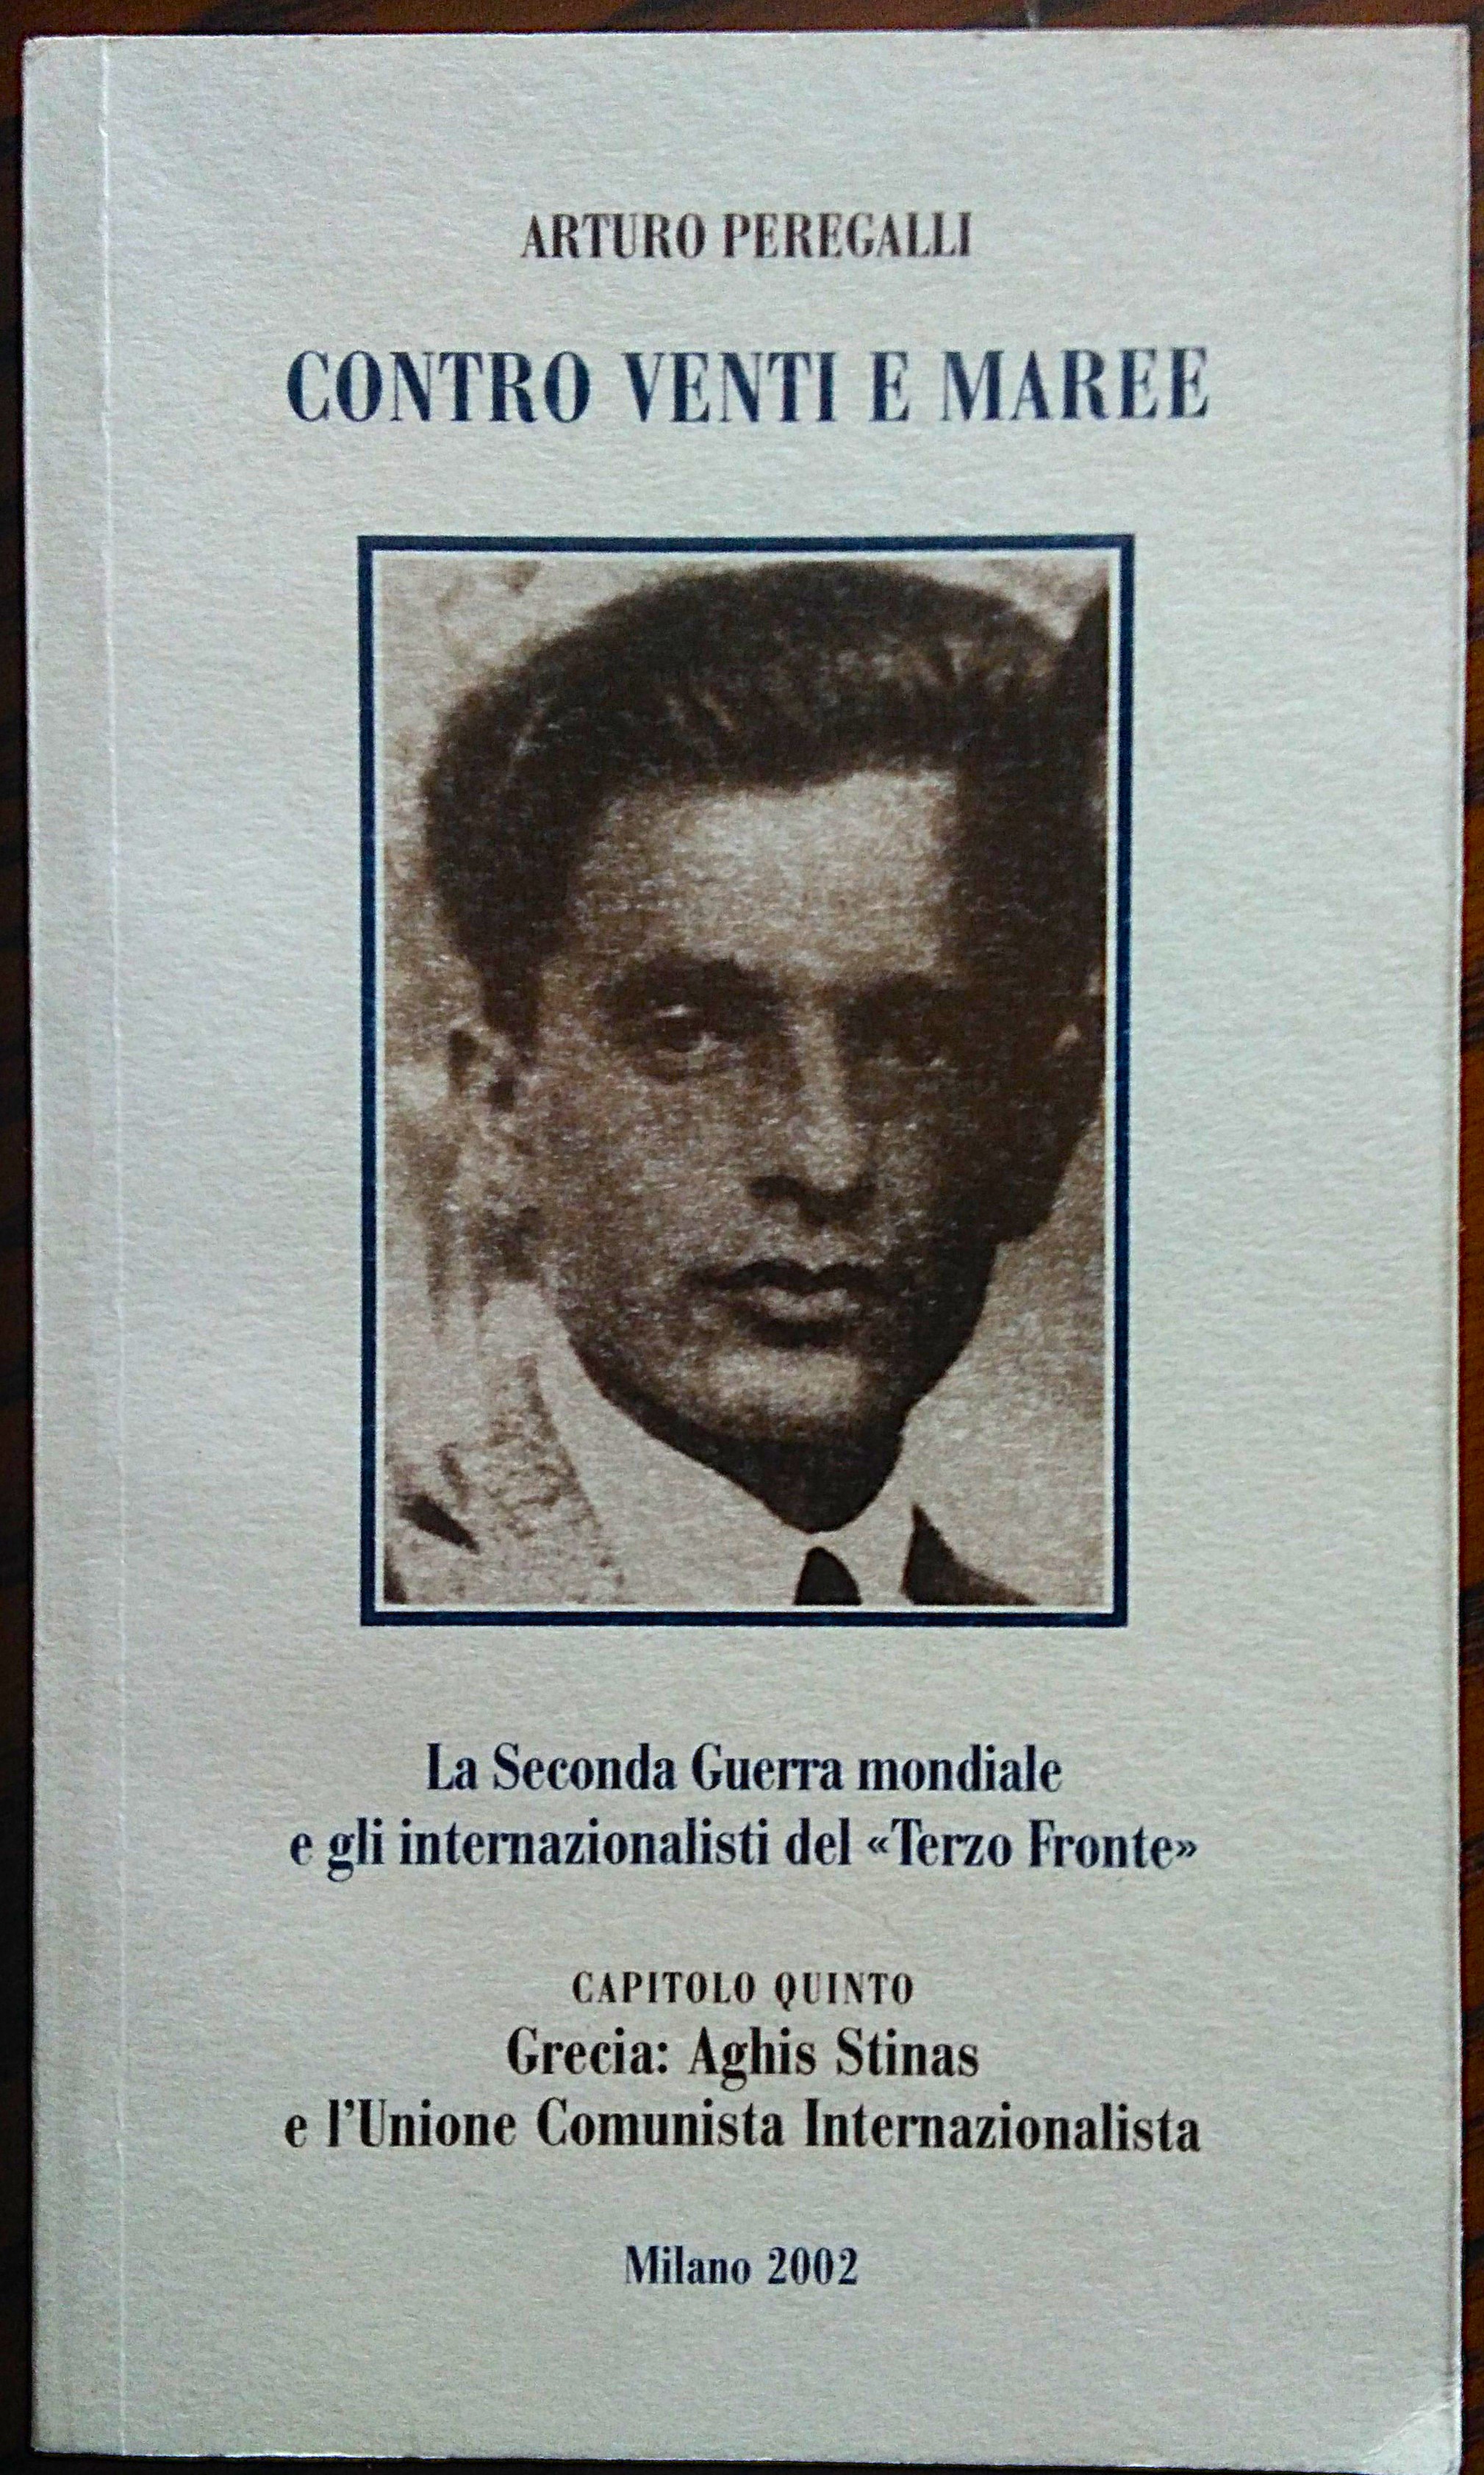 ARTURO PEREGALLI
CONTRO VENTI E MAREE
La Seconda Guerra mondiale
e gli internazionalisti del «Terzo Fronte»
CAPITOLO QUINTO
Grecia: Aghis Stinas
e l'Unione Comunista Internazionalista
Milano 2002